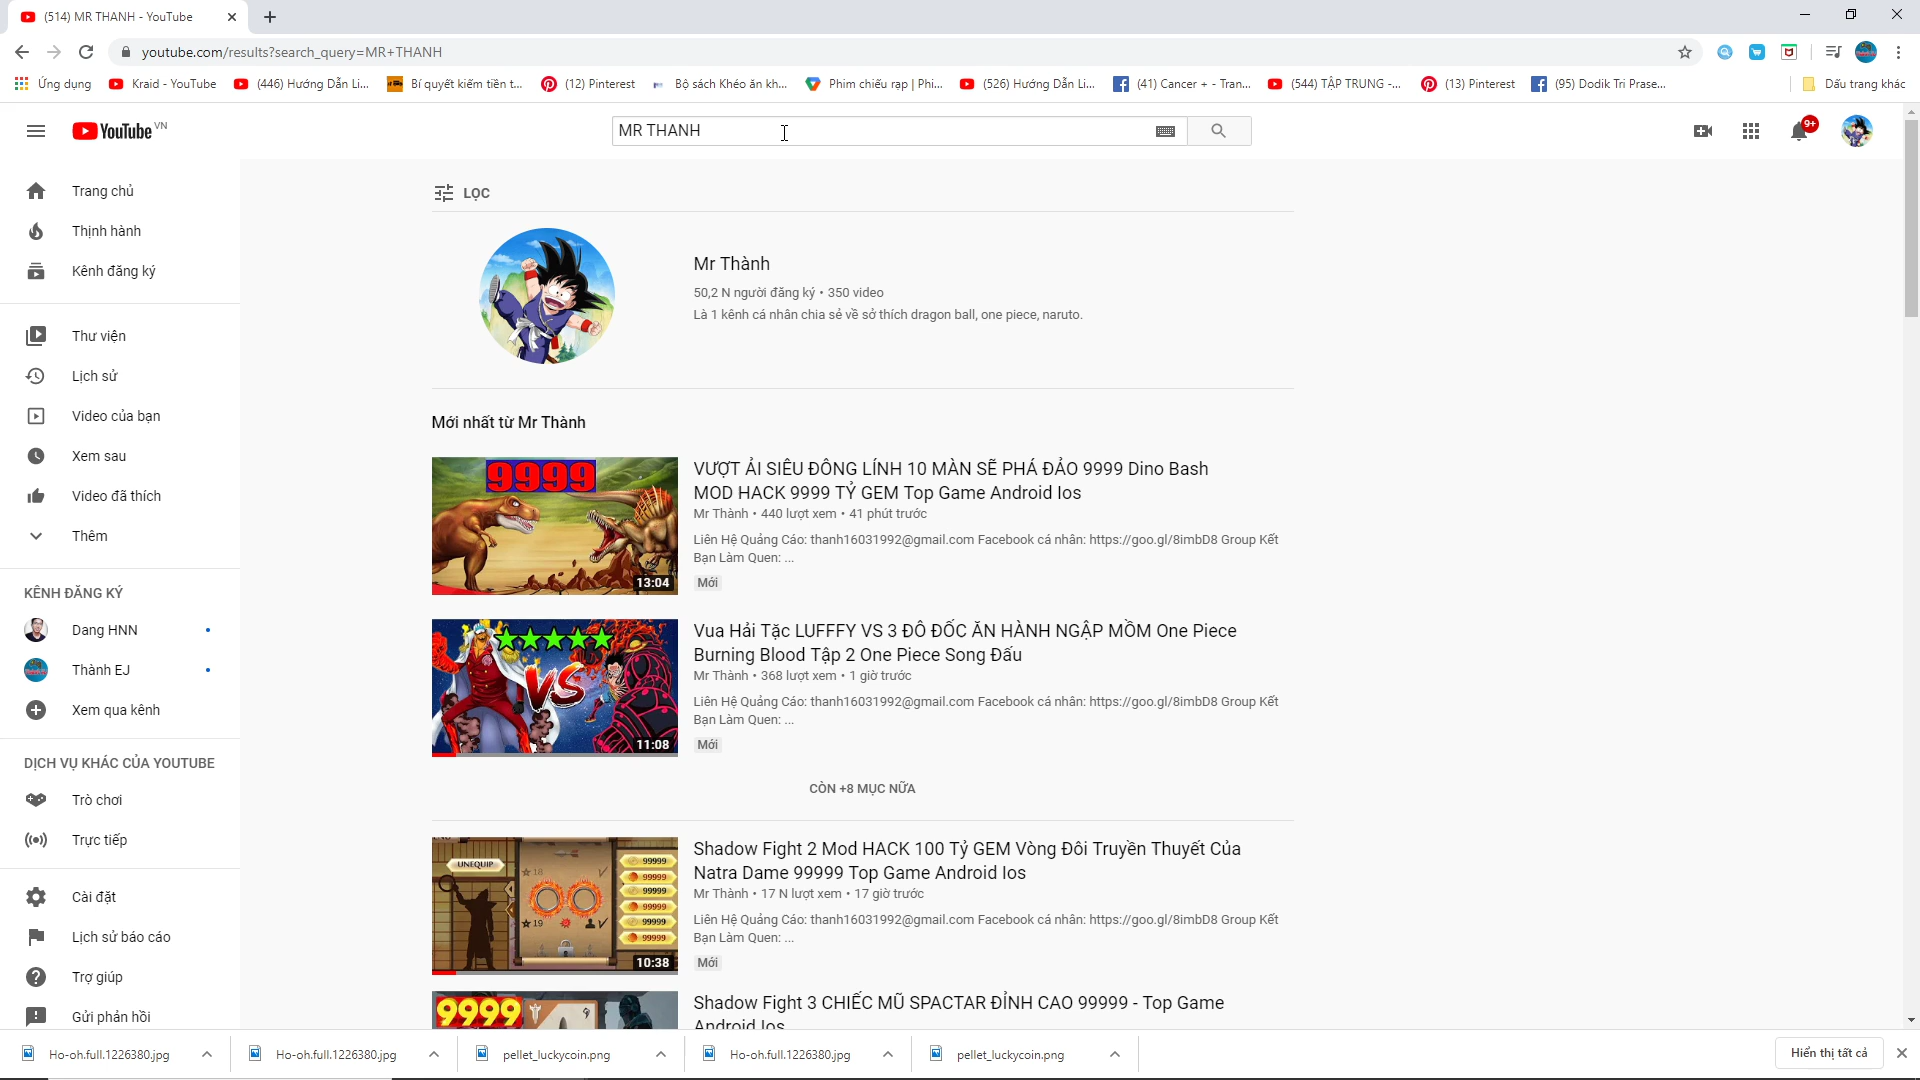 (514) MR THANH - YouTube
youtube.com/results?search_query=MR+THANH
Ứng dụng
Kraid - YouTube
(446) Hướng Dẫn Li...
Bí quyết kiếm tiền t...
(12) Pinterest
Bộ sách Khéo ăn kh...
Phim chiếu rạp | Phi...
(526) Hướng Dẫn Li...
(41) Cancer + - Tran...
(544) TẬP TRUNG -...
(13) Pinterest
(95) Dodik Tri Prase...
Dấu trang khác
YouTube VN
MR THANH
9+
Trang chủ
Thịnh hành
Kênh đăng ký
Thư viện
Lịch sử
Video của bạn
Xem sau
Video đã thích
Thêm
KÊNH ĐĂNG KÝ
Dang HNN
Thành EJ
Xem qua kênh
DỊCH VỤ KHÁC CỦA YOUTUBE
Trò chơi
Trực tiếp
Cài đặt
Lịch sử báo cáo
Trợ giúp
Gửi phản hồi
LỌC
Mr Thành
50,2 N người đăng ký • 350 video
Là 1 kênh cá nhân chia sẻ về sở thích dragon ball, one piece, naruto.
Mới nhất từ Mr Thành
9999
13:04
VƯỢT ẢI SIÊU ĐÔNG LÍNH 10 MÀN SẼ PHÁ ĐẢO 9999 Dino Bash
MOD HACK 9999 TỶ GEM Top Game Android Ios
Mr Thành • 440 lượt xem • 41 phút trước
Liên Hệ Quảng Cáo: thanh16031992@gmail.com Facebook cá nhân: https://goo.gl/8imbD8 Group Kết
Bạn Làm Quen: ...
Mới
VS
11:08
Vua Hải Tặc LUFFFY VS 3 ĐÔ ĐỐC ĂN HÀNH NGẬP MỒM One Piece
Burning Blood Tập 2 One Piece Song Đấu
Mr Thành • 368 lượt xem • 1 giờ trước
Liên Hệ Quảng Cáo: thanh16031992@gmail.com Facebook cá nhân: https://goo.gl/8imbD8 Group Kết
Bạn Làm Quen: ...
Mới
CÒN +8 MỤC NỮA
UNEQUIP
18
19
99999
99999
99999
99999
99999
99999
10:38
Shadow Fight 2 Mod HACK 100 Tỷ GEM Vòng Đôi Truyền Thuyết Của
Natra Dame 99999 Top Game Android Ios
Mr Thành • 17 N lượt xem • 17 giờ trước
Liên Hệ Quảng Cáo: thanh16031992@gmail.com Facebook cá nhân: https://goo.gl/8imbD8 Group Kết
Bạn Làm Quen: ...
Mới
9999
Shadow Fight 3 CHIẾC MŨ SPACTAR ĐỈNH CAO 99999 - Top Game
Android Ios
Ho-oh.full.1226380.jpg
Ho-oh.full.1226380.jpg
pellet_luckycoin.png
Ho-oh.full.1226380.jpg
pellet_luckycoin.png
Hiển thị tất cả